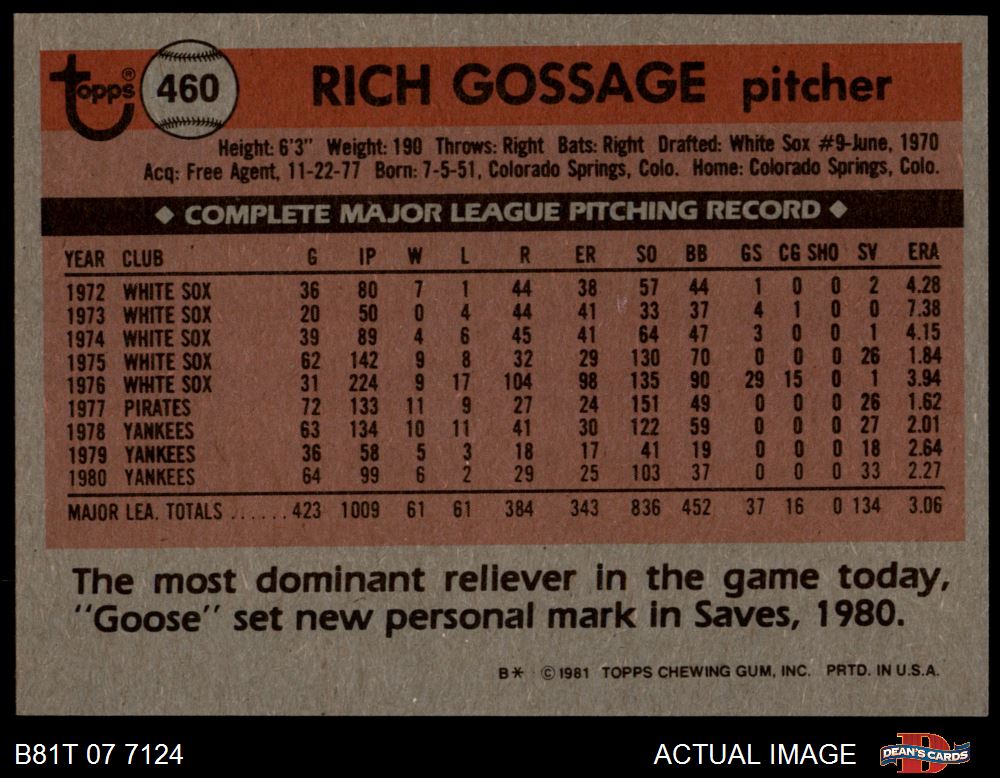 Topps® 460 RICH GOSSAGE pitcher
Height: 6'3" Weight: 190 Throws: Right Bats: Right Drafted: White Sox #9-June, 1970
Acq: Free Agent, 11-22-77 Born: 7-5-51, Colorado Springs, Colo. Home: Colorado Springs, Colo.
◆ COMPLETE MAJOR LEAGUE PITCHING RECORD ◆
YEAR CLUB G IP W L R ER SO BB GS CG SHO SV ERA
1972 WHITE SOX 36 80 7 1 44 38 57 44 1 0 0 2 4.28
1973 WHITE SOX 20 50 0 4 44 41 33 37 4 1 0 0 7.38
1974 WHITE SOX 39 89 4 6 45 41 64 47 3 0 0 1 4.15
1975 WHITE SOX 62 142 9 8 32 29 130 70 0 0 0 26 1.84
1976 WHITE SOX 31 224 9 17 104 98 135 90 29 15 0 1 3.94
1977 PIRATES 72 133 11 9 27 24 151 49 0 0 0 26 1.62
1978 YANKEES 63 134 10 11 41 30 122 59 0 0 0 27 2.01
1979 YANKEES 36 58 5 3 18 17 41 19 0 0 0 18 2.64
1980 YANKEES 64 99 6 2 29 25 103 37 0 0 0 33 2.27
MAJOR LEA. TOTALS ...... 423 1009 61 61 384 343 836 452 37 16 0 134 3.06
The most dominant reliever in the game today,
"Goose" set new personal mark in Saves, 1980.
B* © 1981 TOPPS CHEWING GUM, INC. PRTD. IN U.S.A.
B81T 07 7124 ACTUAL IMAGE DEAN'S CARDS